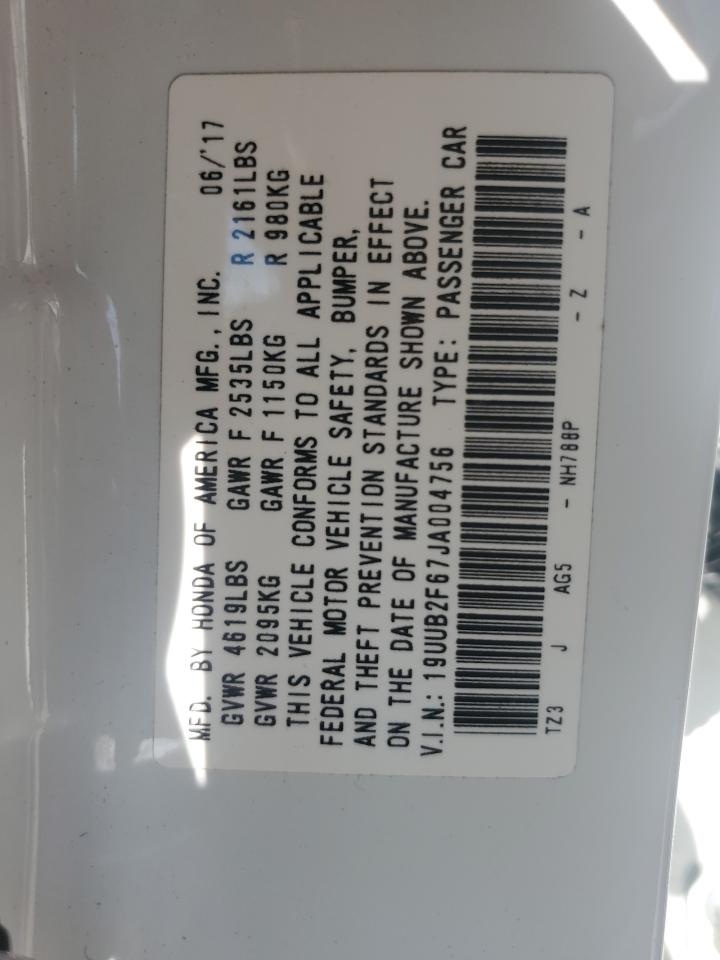 MFD. BY HONDA OF AMERICA MFG., INC. 06/'17
GVWR 4619LBS GAWR F 2535LBS R 2161LBS
GVWR 2095KG GAWR F 1150KG R 980KG
THIS VEHICLE CONFORMS TO ALL APPLICABLE
FEDERAL MOTOR VEHICLE SAFETY, BUMPER,
AND THEFT PREVENTION STANDARDS IN EFFECT
ON THE DATE OF MANUFACTURE SHOWN ABOVE.
V.I.N.: 19UUB2F67JA004756 TYPE: PASSENGER CAR
TZ3 J AG5 - NH788P - Z - A